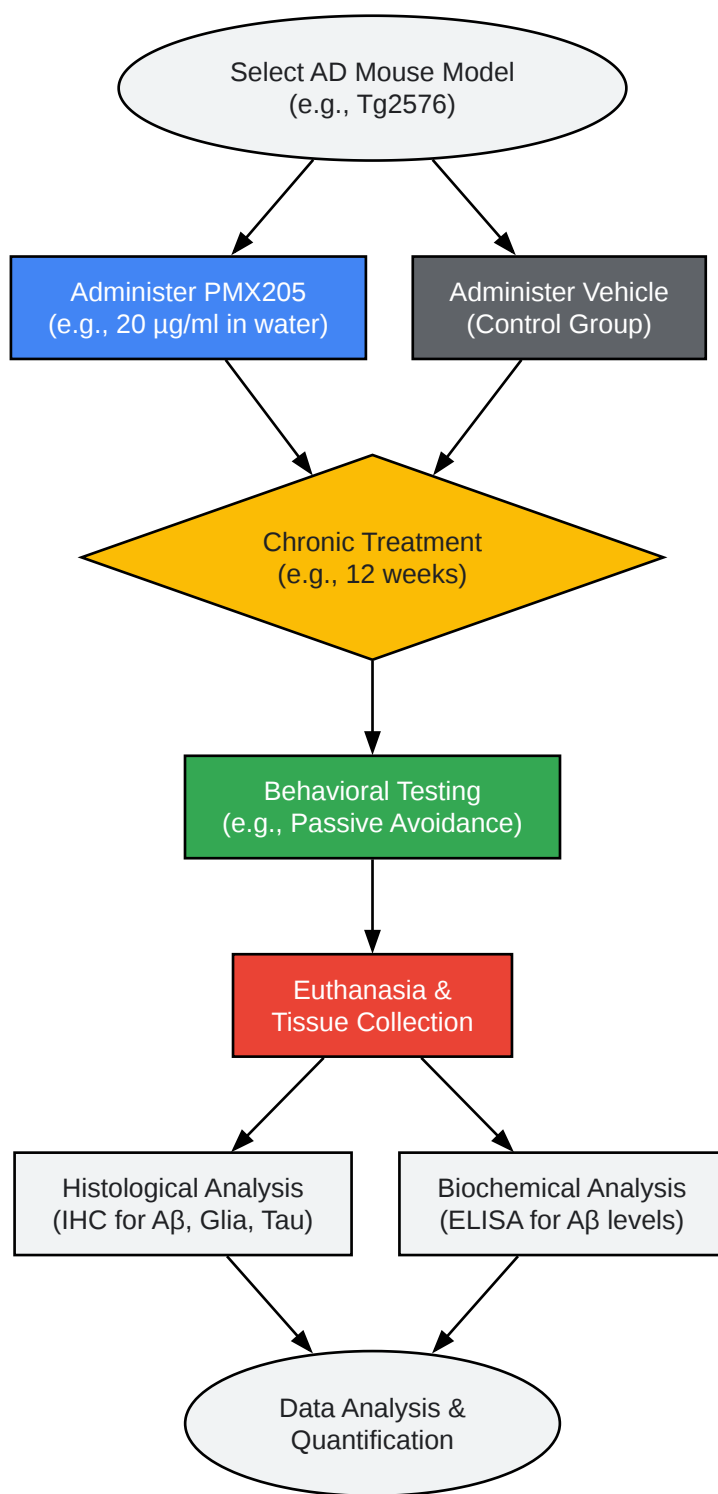 Select AD Mouse Model
(e.g., Tg2576)
Administer PMX205
(e.g., 20 µg/ml in water)
Administer Vehicle
(Control Group)
Chronic Treatment
(e.g., 12 weeks)
Behavioral Testing
(e.g., Passive Avoidance)
Euthanasia &
Tissue Collection
Histological Analysis
(IHC for Aβ, Glia, Tau)
Biochemical Analysis
(ELISA for Aβ levels)
Data Analysis &
Quantification